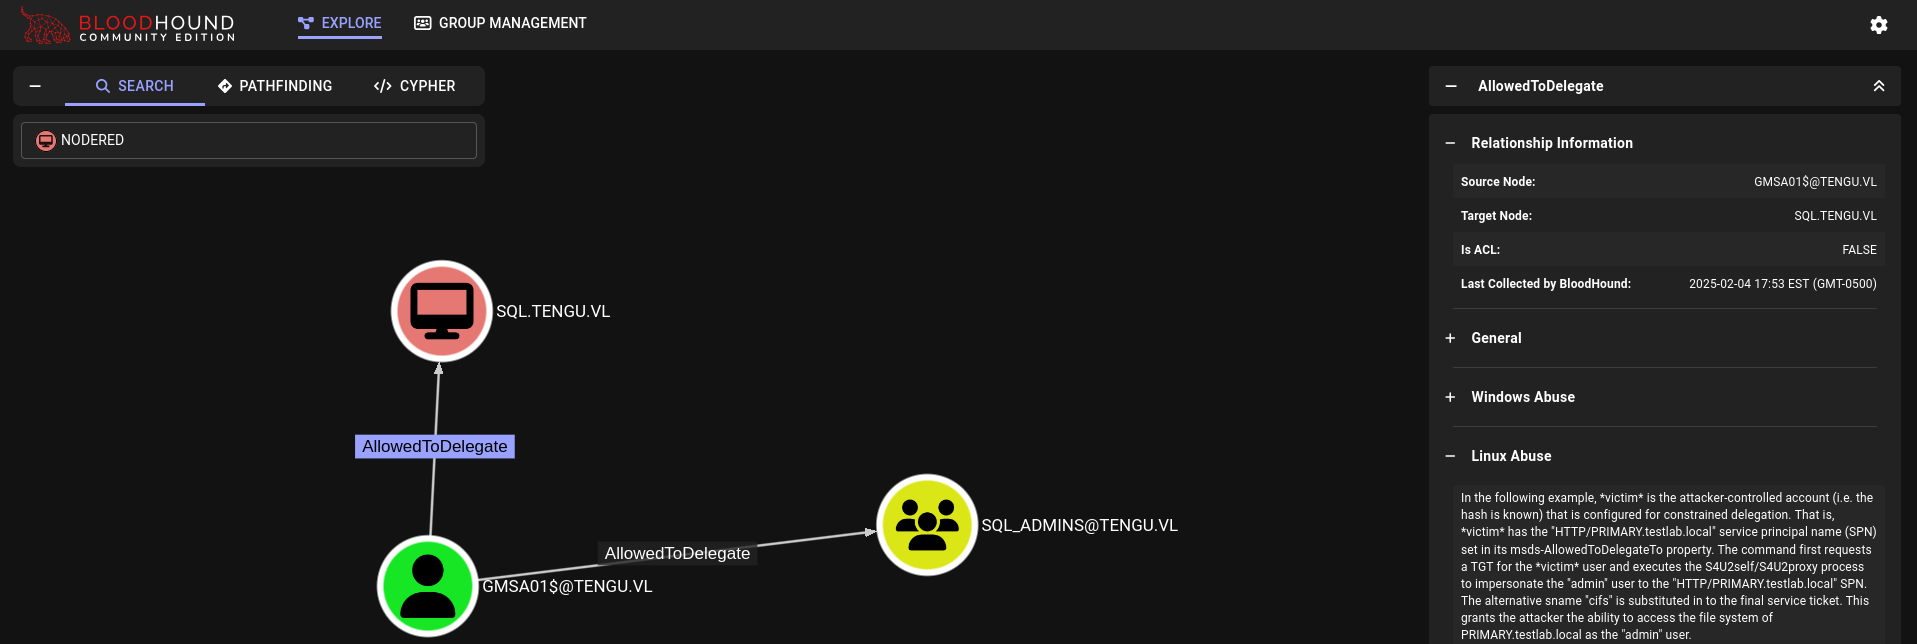 BLOODHOUND
COMMUNITY EDITION
EXPLORE
GROUP MANAGEMENT
SEARCH
PATHFINDING
</> CYPHER
NODERED
SQL.TENGU.VL
AllowedToDelegate
GMSA01$@TENGU.VL
AllowedToDelegate
SQL_ADMINS@TENGU.VL
AllowedToDelegate
Relationship Information
Source Node: GMSA01$@TENGU.VL
Target Node: SQL.TENGU.VL
Is ACL: FALSE
Last Collected by BloodHound: 2025-02-04 17:53 EST (GMT-0500)
General
Windows Abuse
Linux Abuse
In the following example, *victim* is the attacker-controlled account (i.e. the
hash is known) that is configured for constrained delegation. That is,
*victim* has the "HTTP/PRIMARY.testlab.local" service principal name (SPN)
set in its msds-AllowedToDelegateTo property. The command first requests
a TGT for the *victim* user and executes the S4U2self/S4U2proxy process
to impersonate the "admin" user to the "HTTP/PRIMARY.testlab.local" SPN.
The alternative sname "cifs" is substituted in to the final service ticket. This
grants the attacker the ability to access the file system of
PRIMARY.testlab.local as the "admin" user.